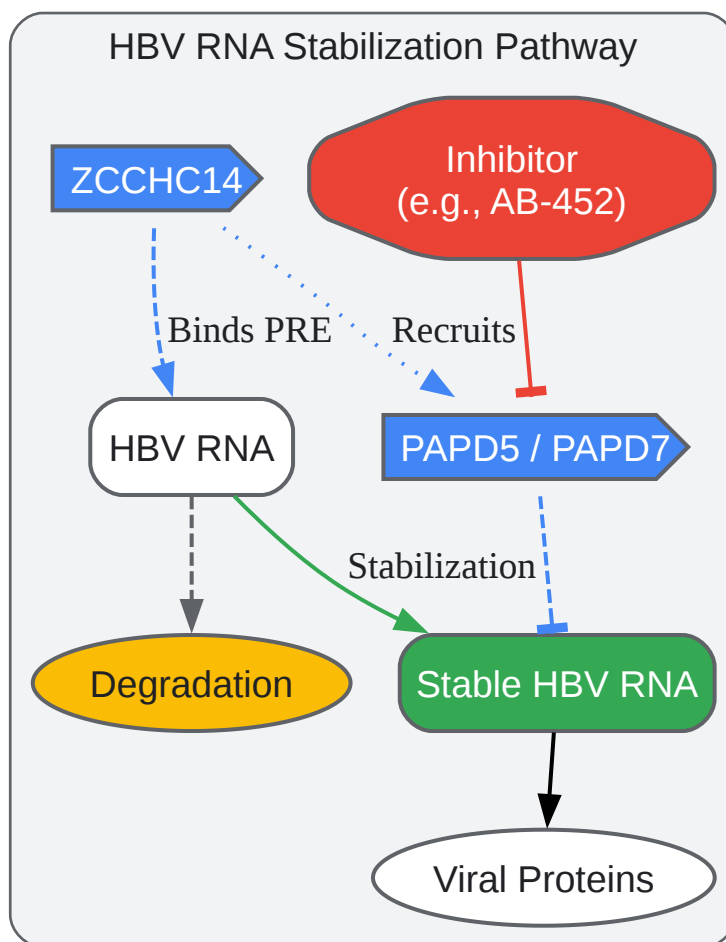 HBV RNA Stabilization Pathway
ZCCHC14
Inhibitor
(e.g., AB-452)
Binds PRE
Recruits
HBV RNA
PAPD5 / PAPD7
Stabilization
Degradation
Stable HBV RNA
Viral Proteins